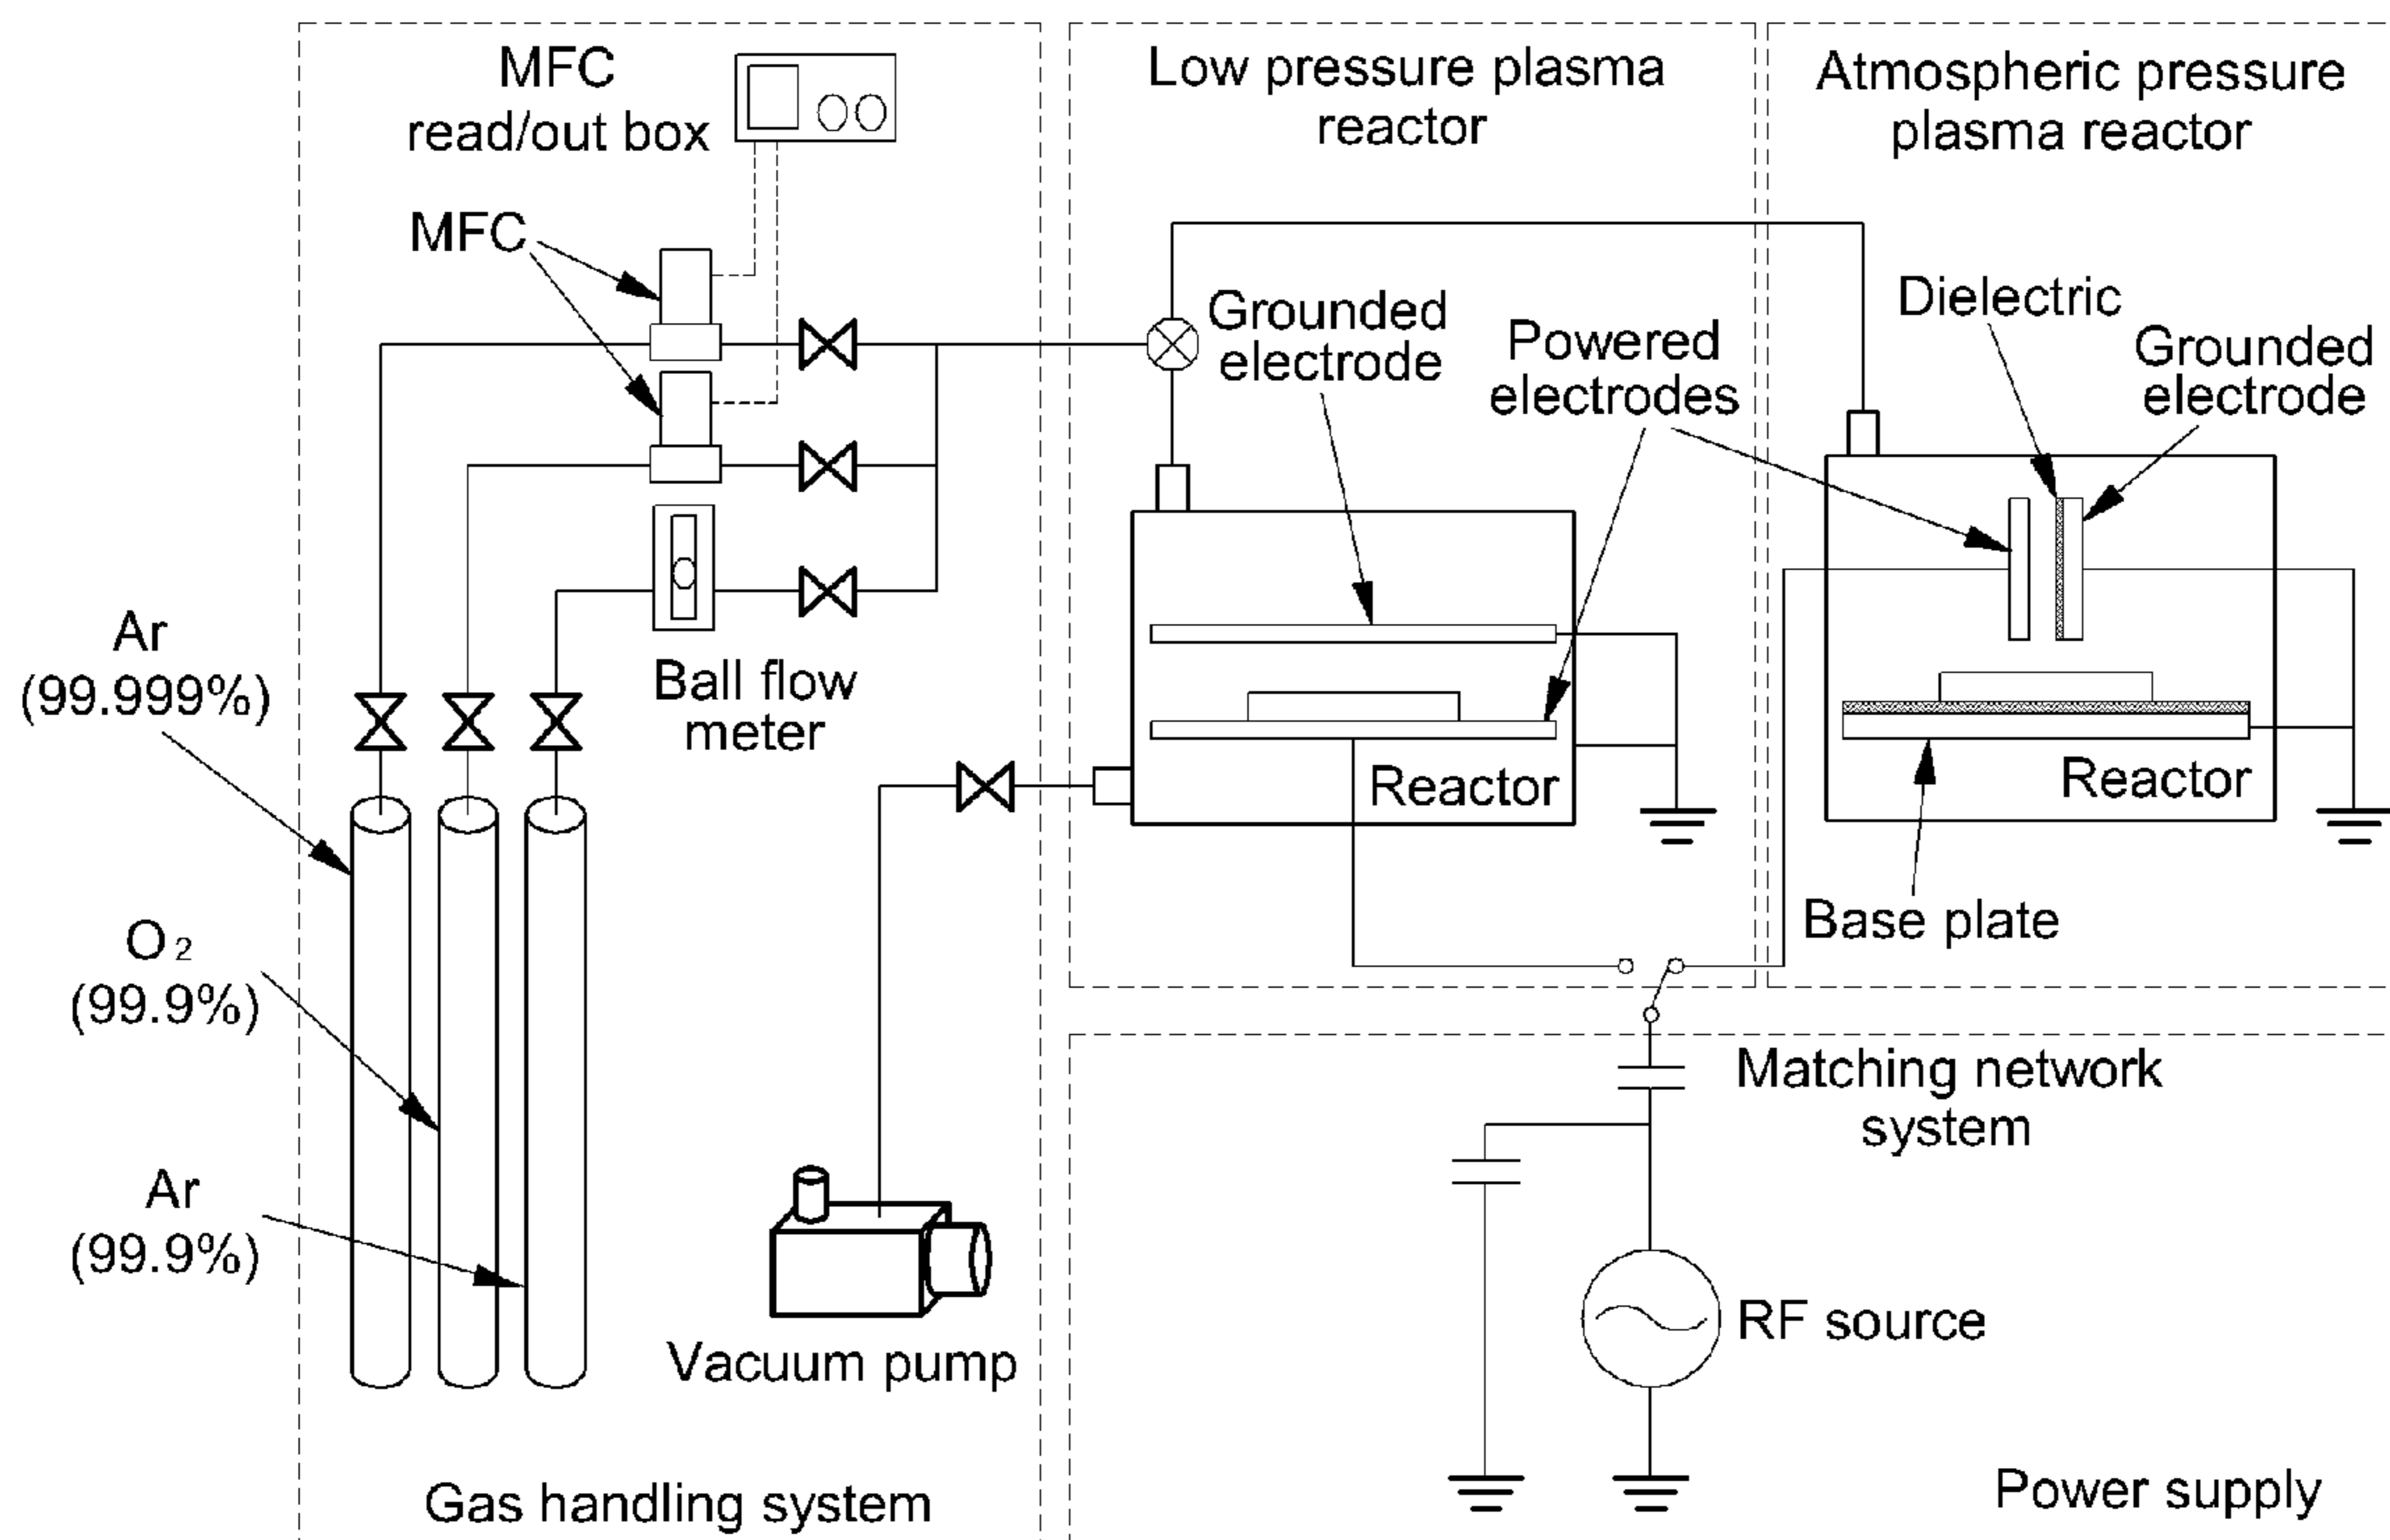 MFC
read/out box
MFC
Ar
(99.999%)
Ball flow
meter
O₂
(99.9%)
Ar
(99.9%)
Vacuum pump
Gas handling system
Low pressure plasma
reactor
Grounded
electrode
Powered
electrodes
Reactor
Atmospheric pressure
plasma reactor
Dielectric
Grounded
electrode
Reactor
Base plate
Matching network
system
RF source
Power supply